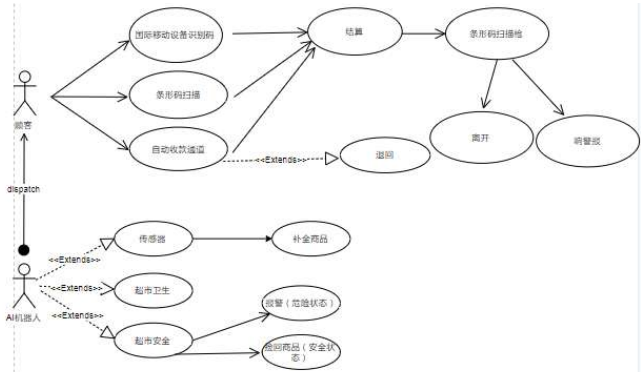 国际移动设备识别码
结算
条形码扫描枪
条形码扫描
顾客
自动收款通道
<<Extends>>
退回
离开
响警报
dispatch
传感器
补金商品
<<Extends>>
<<Extends>>
超市卫生
AI机器人
<<Extends>>
报警（危险状态）
超市安全
捡回商品（安全状
态）